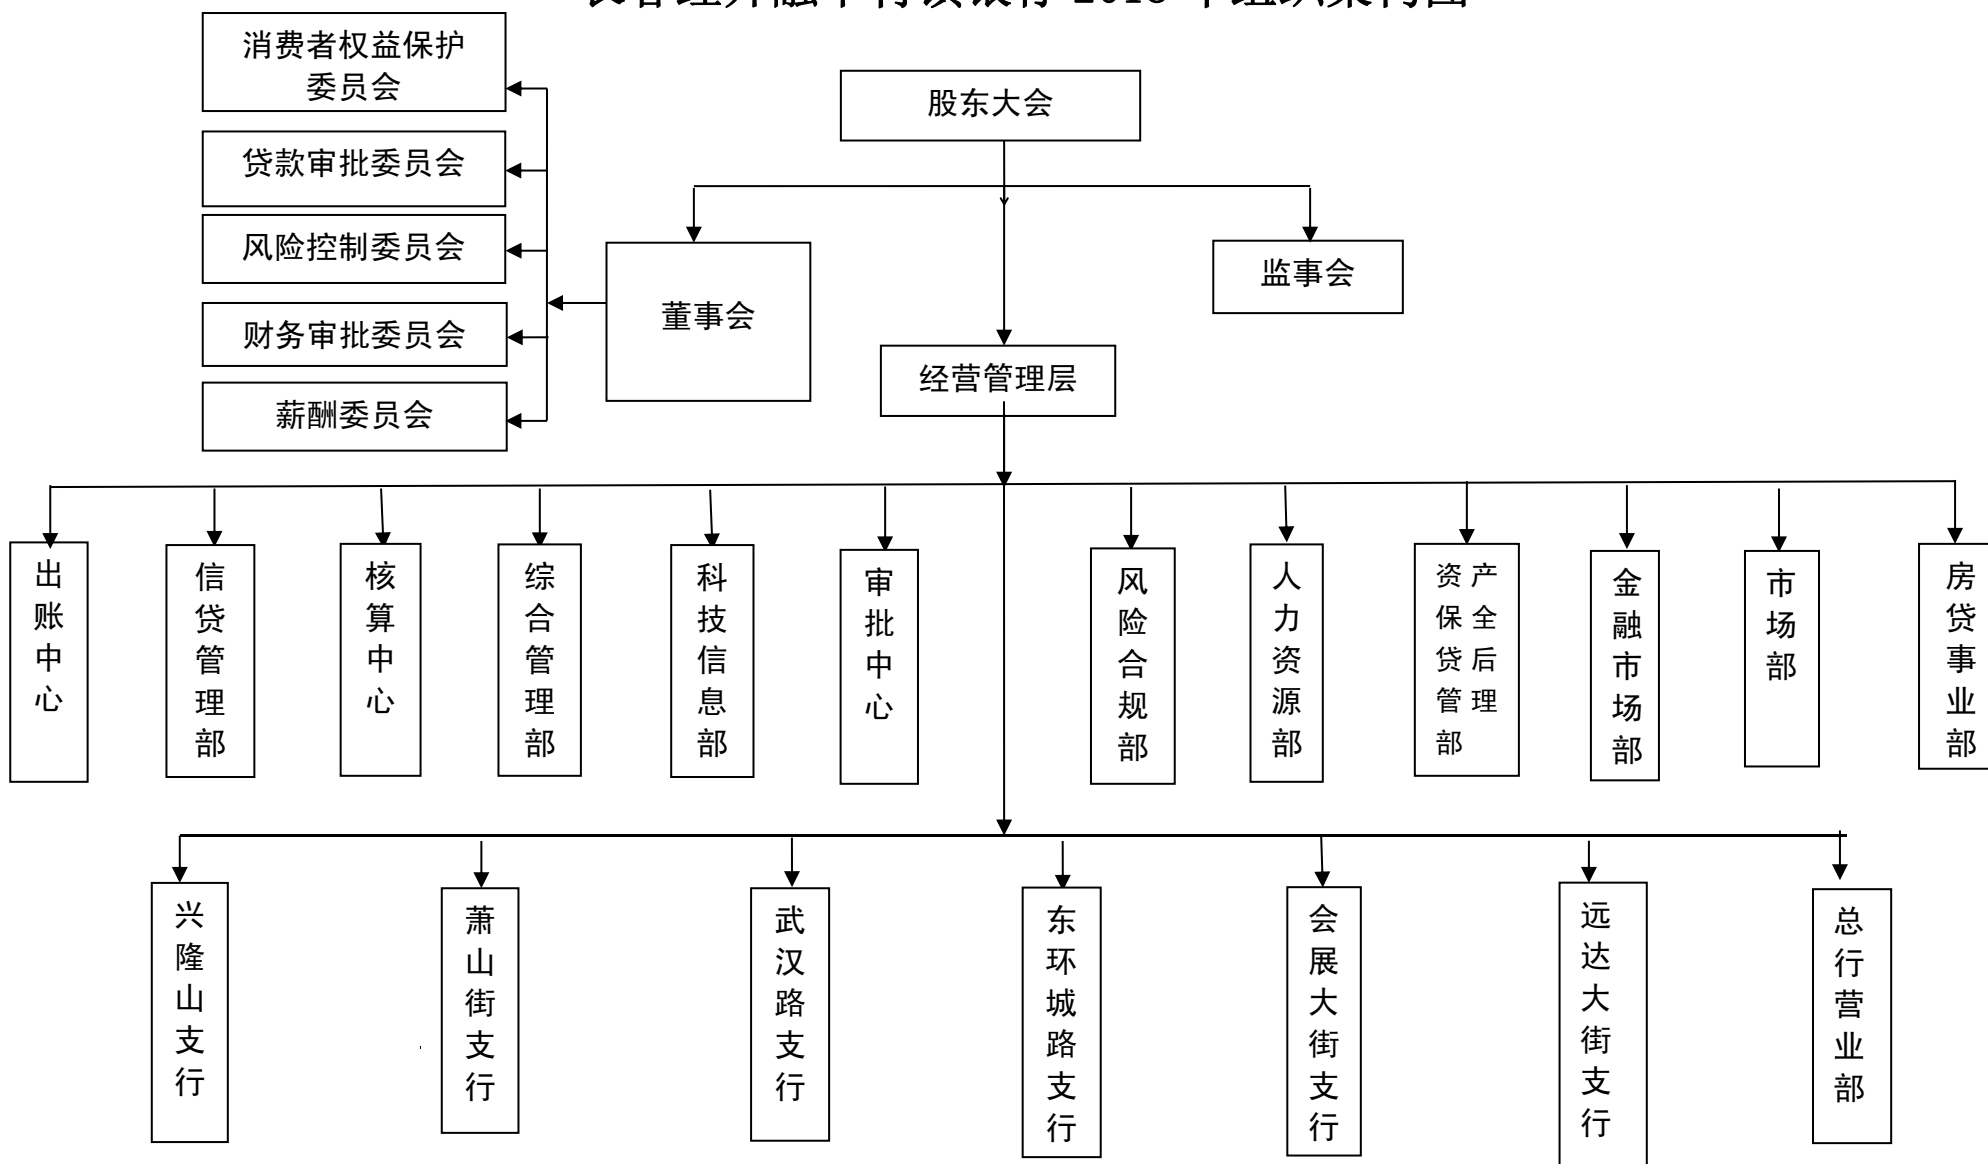 消费者权益保护
委员会
贷款审批委员会
风险控制委员会
财务审批委员会
薪酬委员会
股东大会
董事会
监事会
经营管理层
出账中心
信贷管理部
核算中心
综合管理部
科技信息部
审批中心
风险合规部
人力资源部
资产
保全
贷后
管理
部
金融市场部
市场部
房贷事业部
兴隆山支行
萧山街支行
武汉路支行
东环城路支行
会展大街支行
远达大街支行
总行营业部